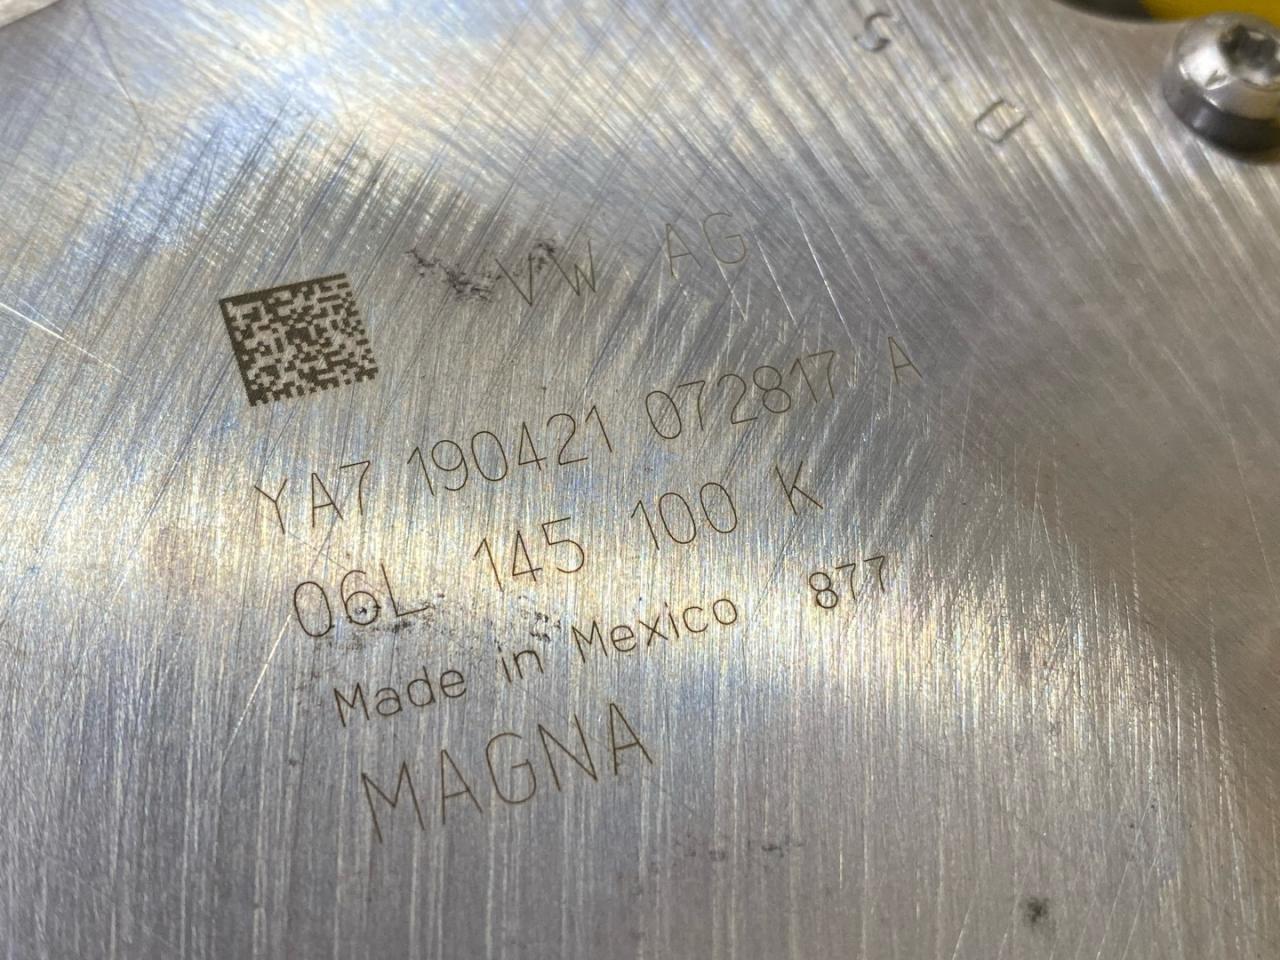 S D
VW AG
YA7 190421 072817 A
06L 145 100 K
Made in Mexico 877
MAGNA